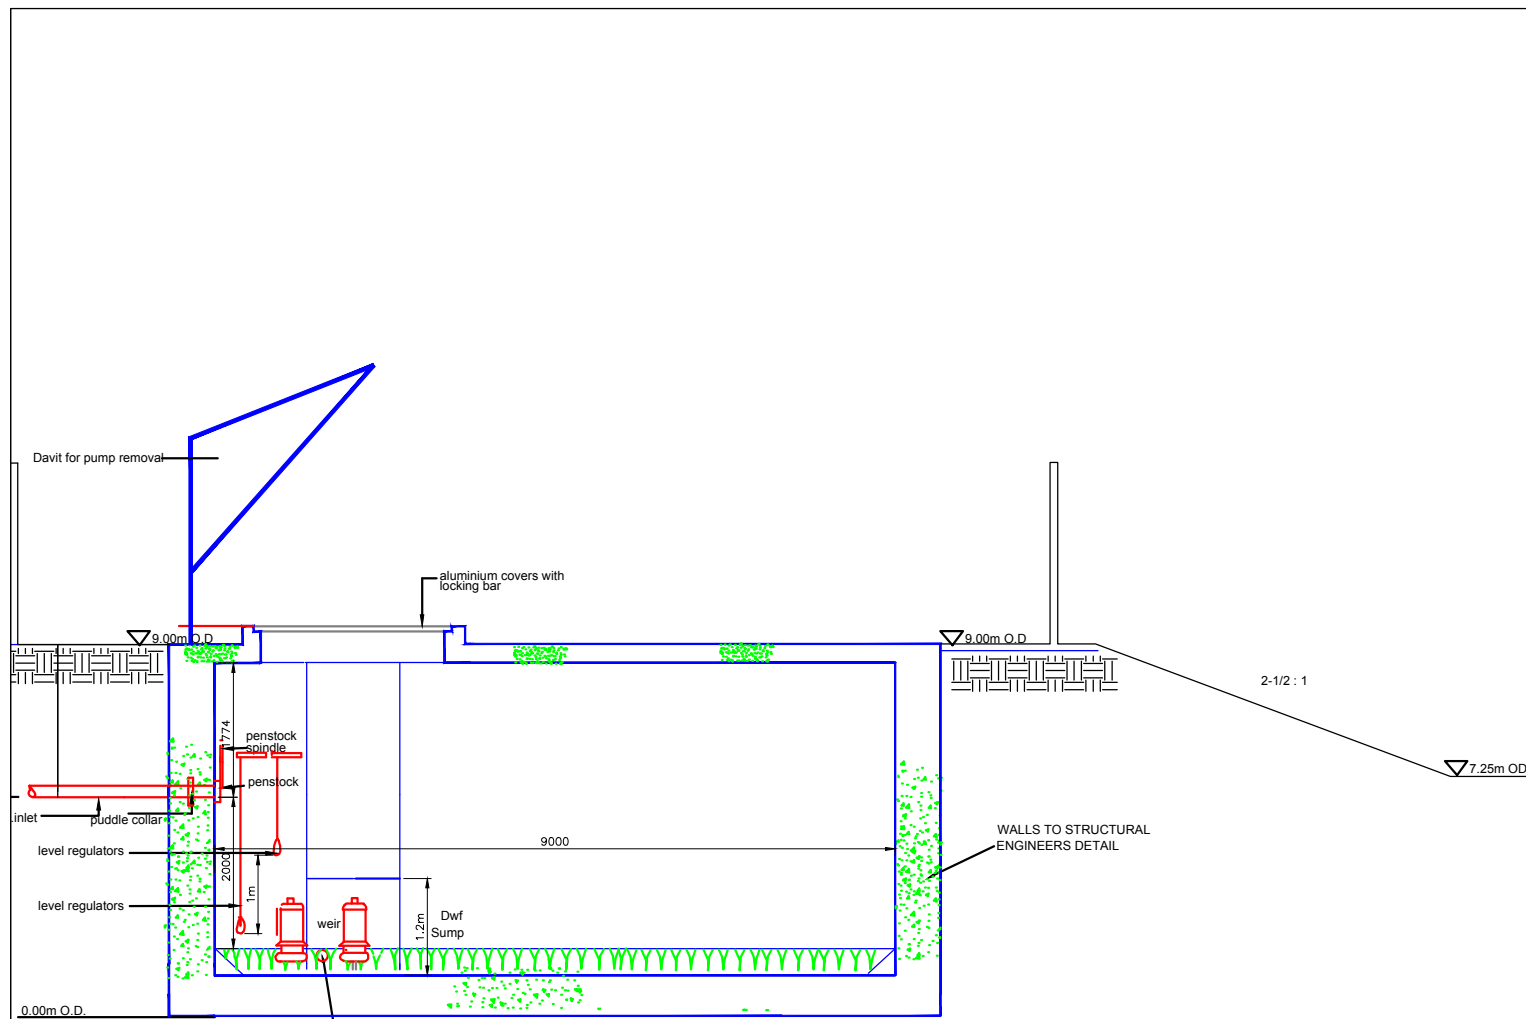 Davit for pump removal
aluminium covers with
locking bar
9.00m O.D
9.00m O.D
2-1/2 : 1
1774
penstock
spindle
7.25m OD
penstock
inlet
puddle collar
WALLS TO STRUCTURAL
ENGINEERS DETAIL
9000
level regulators
2000
1m
level regulators
weir
1.2m
Dwf
Sump
0.00m O.D.